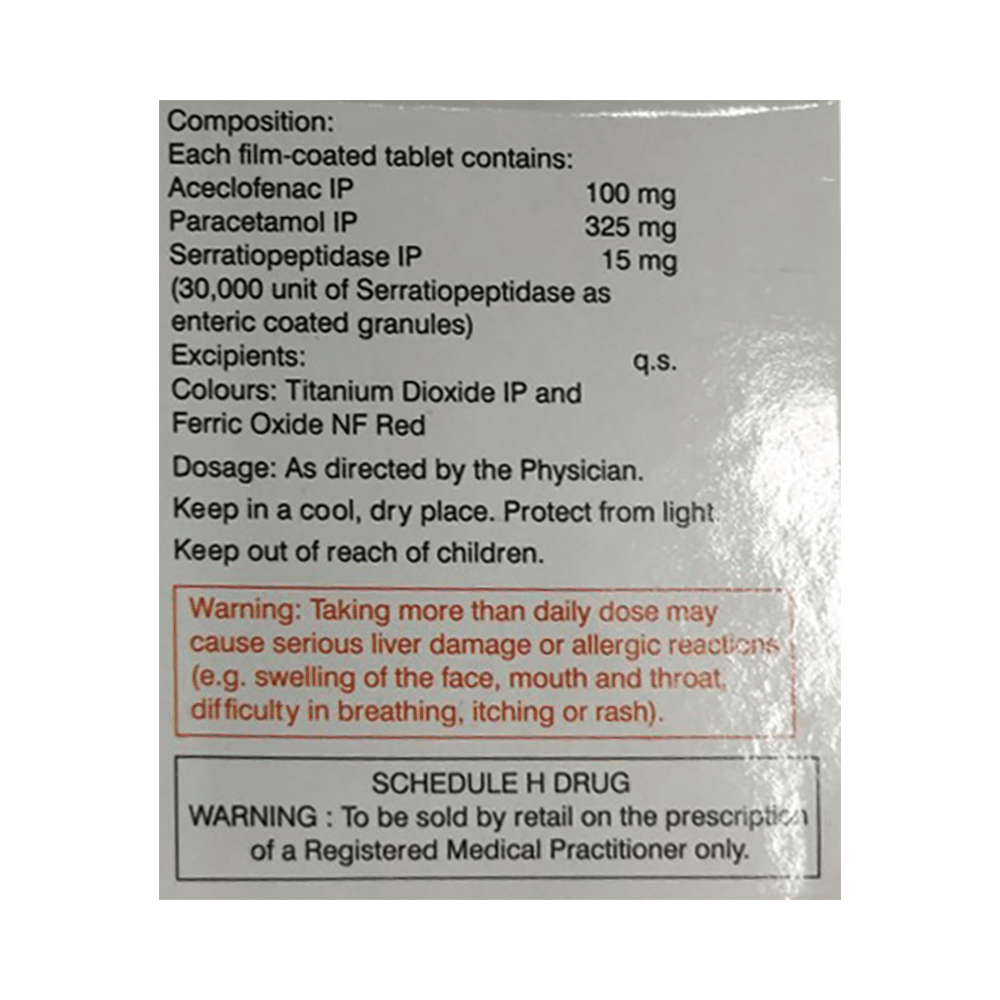 Composition:
Each film-coated tablet contains:
Aceclofenac IP 100 mg
Paracetamol IP 325 mg
Serratiopeptidase IP 15 mg
(30,000 unit of Serratiopeptidase as
enteric coated granules)
Excipients: q.s.
Colours: Titanium Dioxide IP and
Ferric Oxide NF Red
Dosage: As directed by the Physician.
Keep in a cool, dry place. Protect from light.
Keep out of reach of children.
Warning: Taking more than daily dose may
cause serious liver damage or allergic reactions
(e.g. swelling of the face, mouth and throat,
difficulty in breathing, itching or rash).
SCHEDULE H DRUG
WARNING : To be sold by retail on the prescription
of a Registered Medical Practitioner only.